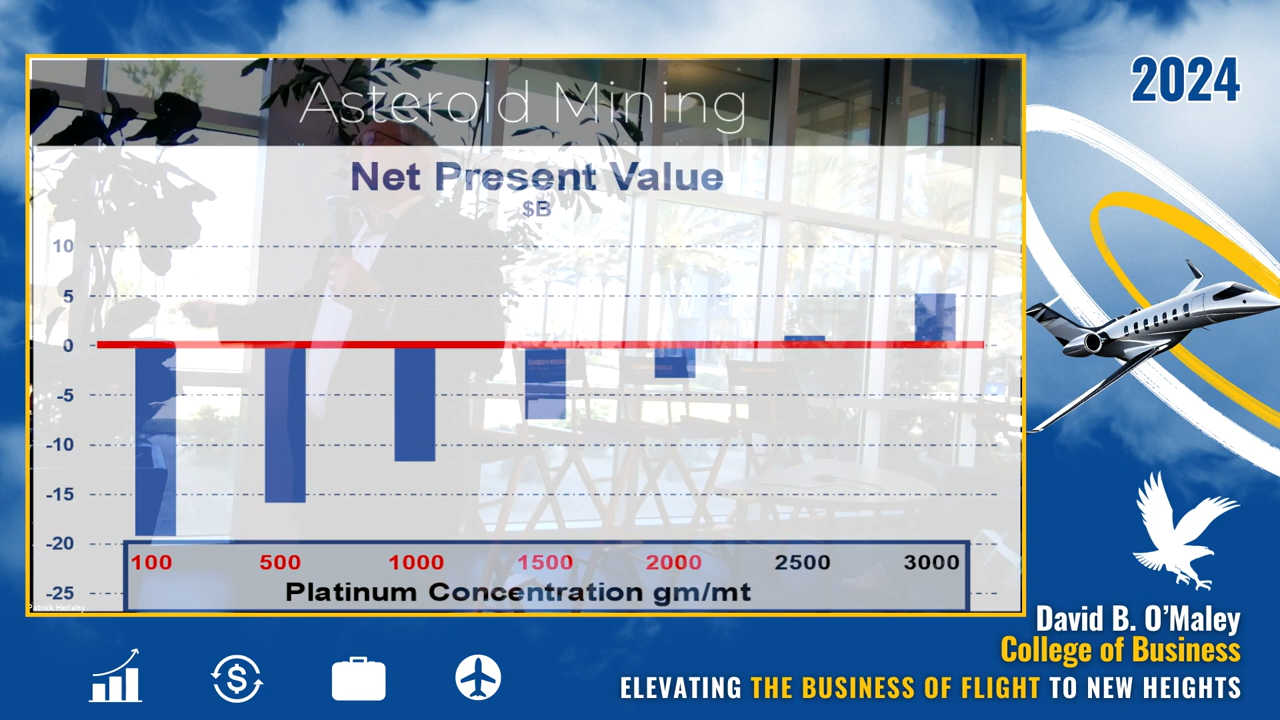 2024
Asteroid Mining
Net Present Value
$B
10
5
0
-5
-10
-15
-20
-25
100 500 1000 1500 2000 2500 3000
Platinum Concentration gm/mt
Patrick Herlehy
David B. O'Maley
College of Business
ELEVATING THE BUSINESS OF FLIGHT TO NEW HEIGHTS